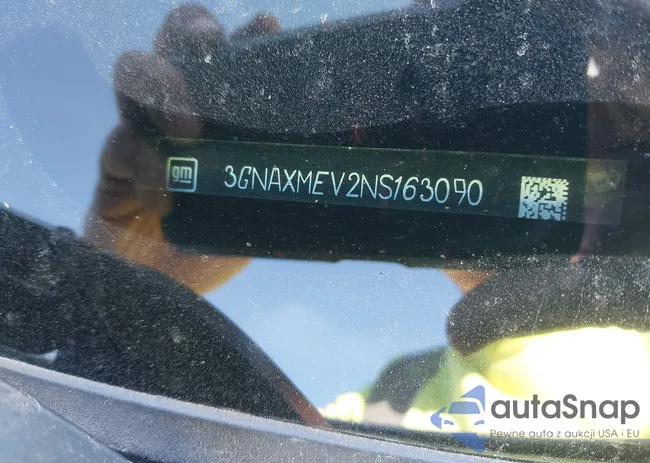 gm 3GNAXMEV2NS163090
autaSnap
Pewne auta z aukcji USA i EU